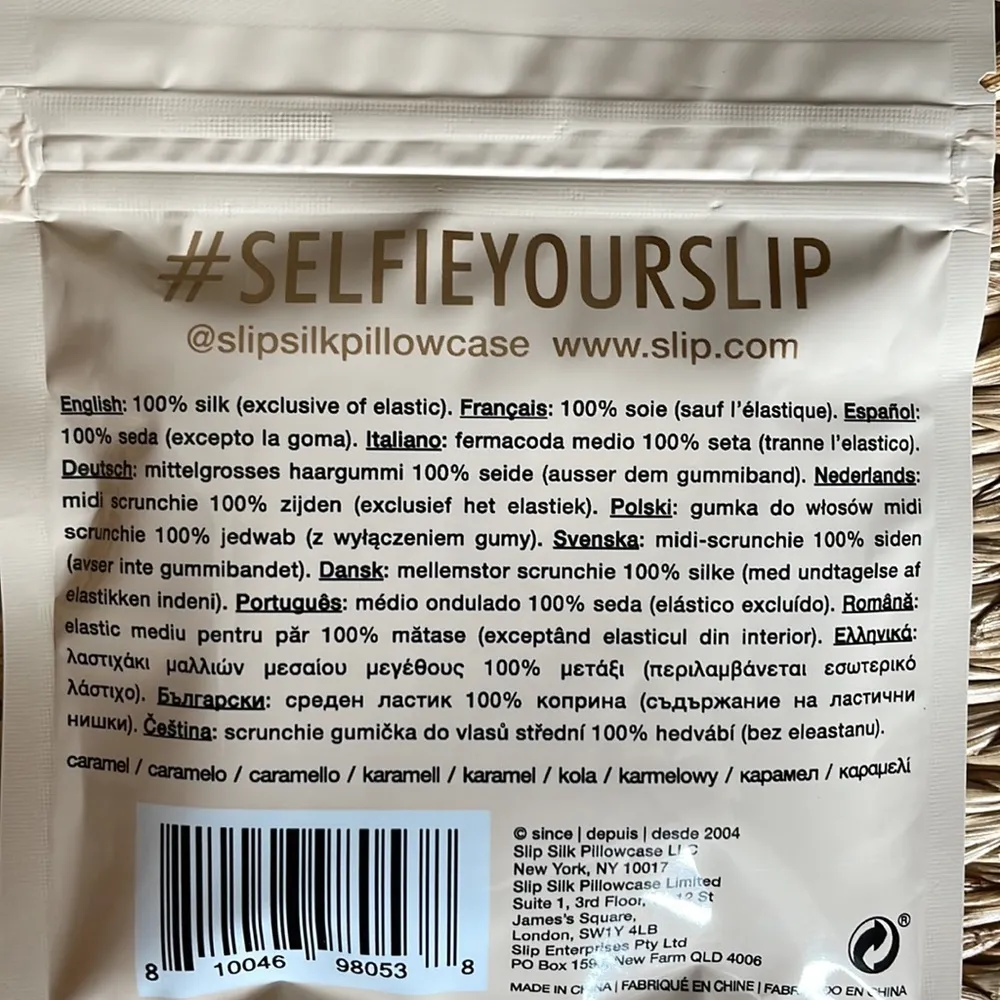 #SELFIEYOURSLIP
@slipsilkpillowcase www.slip.com
English: 100% silk (exclusive of elastic). Français: 100% soie (sauf l'élastique). Español:
100% seda (excepto la goma). Italiano: fermacoda medio 100% seta (tranne l'elastico).
Deutsch: mittelgrosses haargummi 100% seide (ausser dem gummiband). Nederlands:
midi scrunchie 100% zijden (exclusief het elastiek). Polski: gumka do włosów midi
scrunchie 100% jedwab (z wyłączeniem gumy). Svenska: midi-scrunchie 100% siden
(avser inte gummibandet). Dansk: mellemstor scrunchie 100% silke (med undtagelse af
elastikken indeni). Português: médio ondulado 100% seda (elástico excluído). Română:
elastic mediu pentru păr 100% mătase (exceptând elasticul din interior). Ελληνικά:
λαστιχάκι μαλλιών μεσαίου μεγέθους 100% μετάξι (περιλαμβάνεται εσωτερικό
λάστιχο). Български: среден ластик 100% коприна (съдържание на ластични
нишки). Čeština: scrunchie gumička do vlasů střední 100% hedvábí (bez eleastanu).
caramel / caramelo / caramello / karamell / karamel / kola / karmelowy / карамел / καραμελί
© since | depuis | desde 2004
Slip Silk Pillowcase
New York, NY 10017
Slip Silk Pillowcase Limited
Suite 1, 3rd Floor, St
James's Square,
London, SW1Y 4LB
Slip Enterprises Pty Ltd
PO Box New Farm QLD 4006
MADE IN CHINA | FABRIQUÉ EN CHINE | EN CHINA
8 10046 98053 8
®